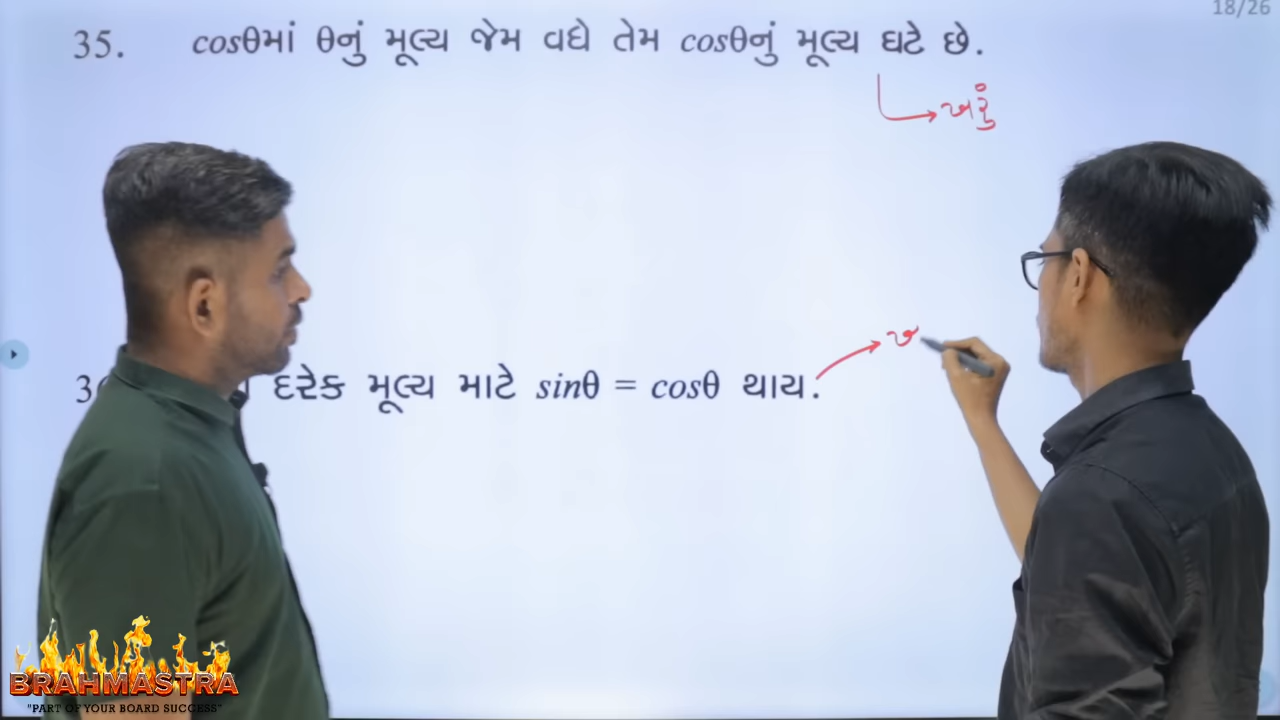 18/26
35. cosθમાં θનું મૂલ્ય જેમ વધે તેમ cosθનું મૂલ્ય ઘટે છે.
ખરું
દરેક મૂલ્ય માટે sinθ = cosθ થાય.
BRAHMASTRA
"PART OF YOUR BOARD SUCCESS"